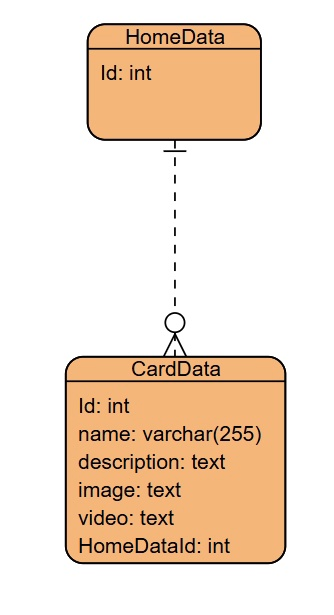 HomeData
Id: int
CardData
Id: int
name: varchar(255)
description: text
image: text
video: text
HomeDataId: int